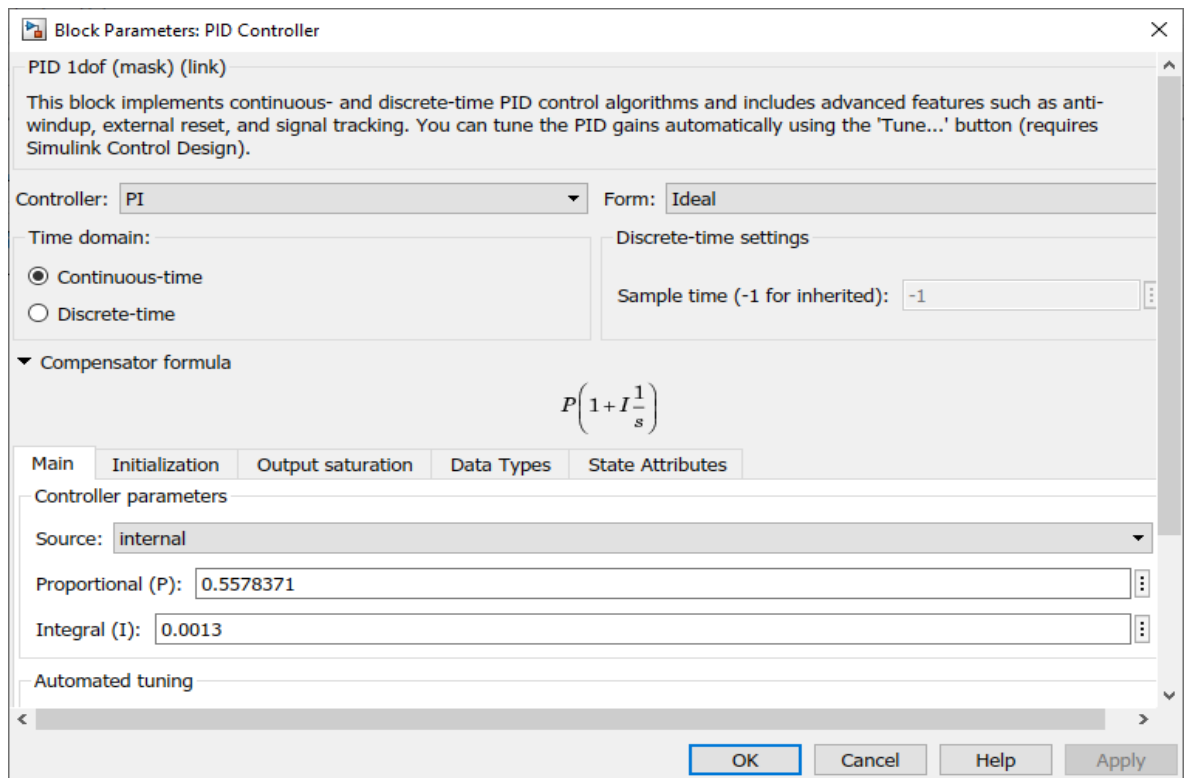 Block Parameters: PID Controller
PID 1dof (mask) (link)
This block implements continuous- and discrete-time PID control algorithms and includes advanced features such as anti-
windup, external reset, and signal tracking. You can tune the PID gains automatically using the 'Tune...' button (requires
Simulink Control Design).
Controller: PI Form: Ideal
Time domain: Discrete-time settings
Continuous-time
Sample time (-1 for inherited): -1
Discrete-time
Compensator formula
P(1+I1/s)
Main Initialization Output saturation Data Types State Attributes
Controller parameters
Source: internal
Proportional (P): 0.5578371
Integral (I): 0.0013
Automated tuning
OK Cancel Help Apply